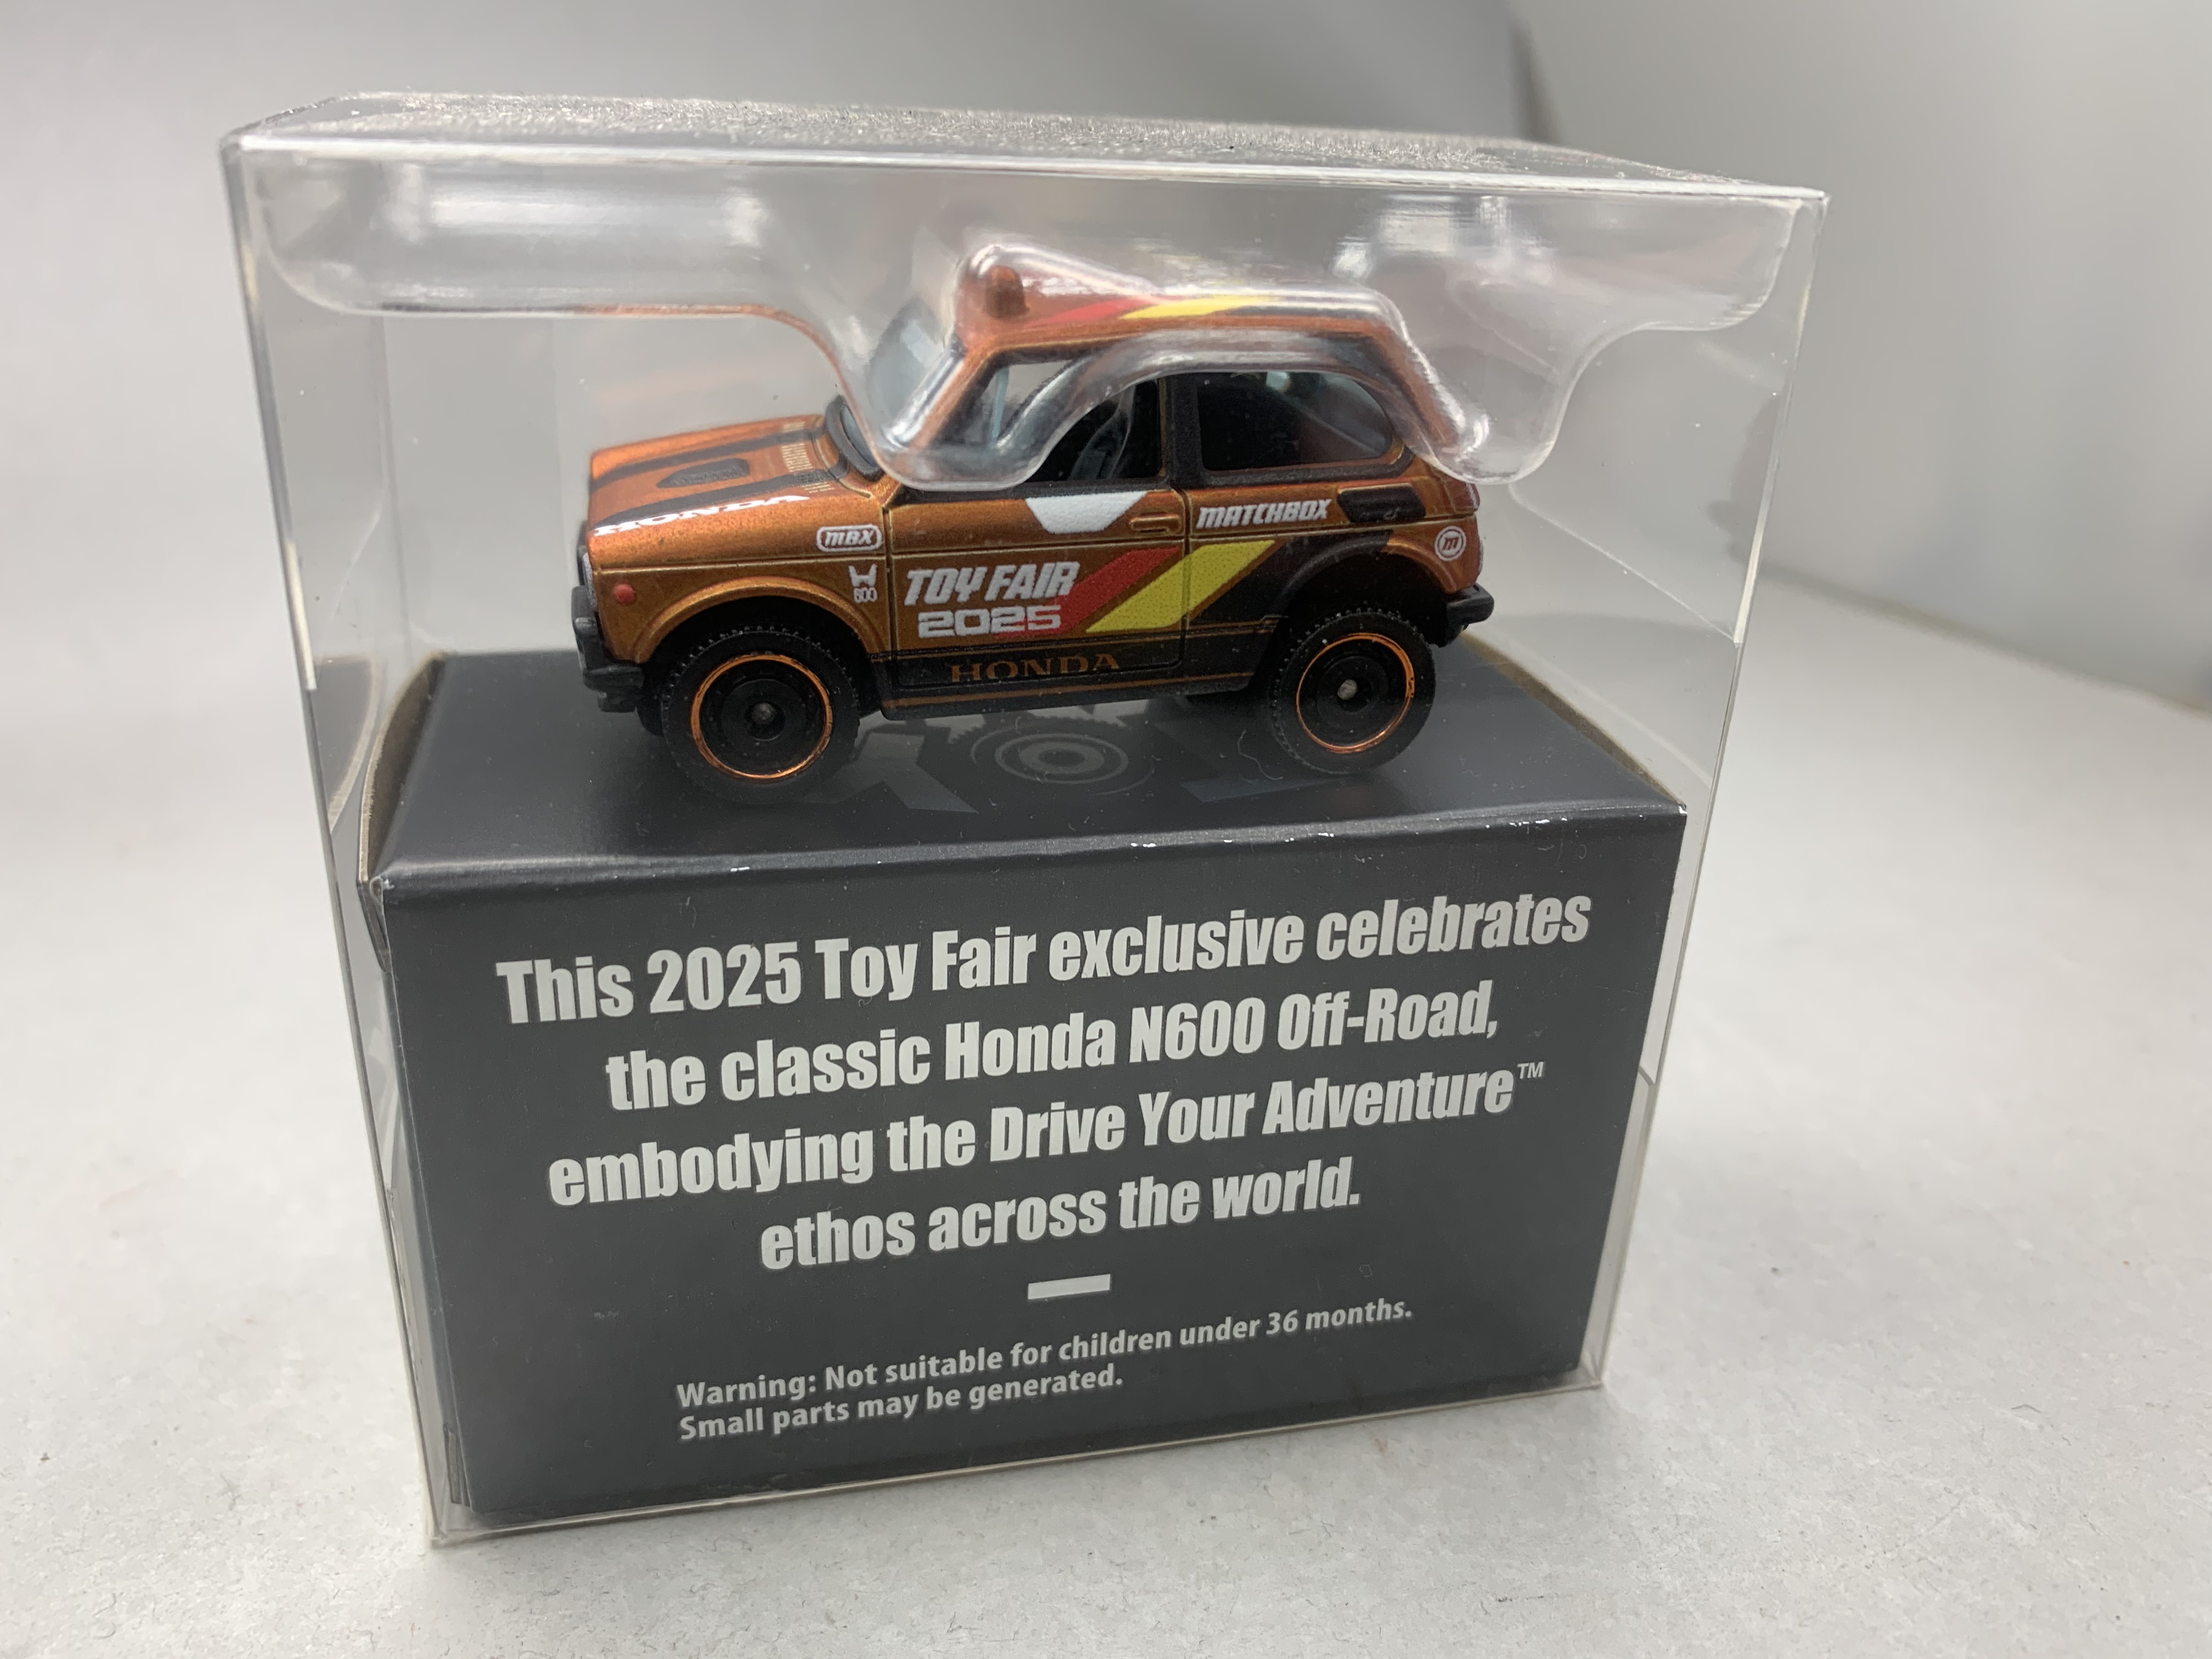 HONDA
mBX
MATCHBOX
m
H
600
TOY FAIR
2025
HONDA
This 2025 Toy Fair exclusive celebrates
the classic Honda N600 Off-Road,
embodying the Drive Your Adventure™
ethos across the world.
Warning: Not suitable for children under 36 months.
Small parts may be generated.